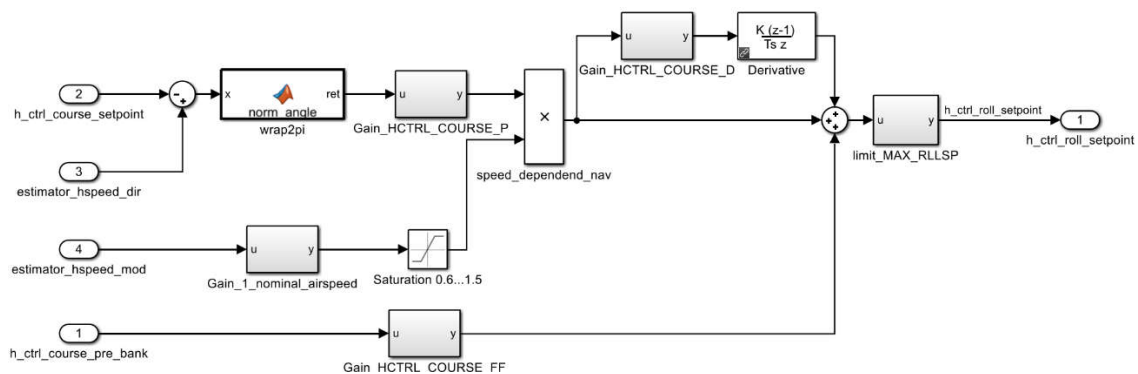 u y
Gain_HCTRL_COURSE_D
K (z-1)
Ts z
Derivative
2
h_ctrl_course_setpoint
- +
x norm_angle ret
wrap2pi
u y
Gain_HCTRL_COURSE_P
×
speed_dependend_nav
+ + +
u y
limit_MAX_RLLSP
h_ctrl_roll_setpoint
1
h_ctrl_roll_setpoint
3
estimator_hspeed_dir
4
estimator_hspeed_mod
u y
Gain_1_nominal_airspeed
Saturation 0.6...1.5
1
h_ctrl_course_pre_bank
u y
Gain_HCTRL_COURSE_FF